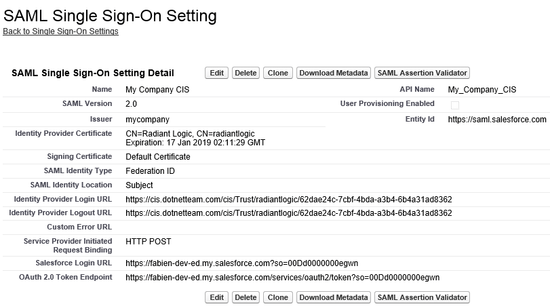 SAML Single Sign-On Setting
Back to Single Sign-On Settings
SAML Single Sign-On Setting Detail Edit Delete Clone Download Metadata SAML Assertion Validator
Name My Company CIS API Name My_Company_CIS
SAML Version 2.0 User Provisioning Enabled
Issuer mycompany Entity Id https://saml.salesforce.com
Identity Provider Certificate CN=Radiant Logic, CN=radiantlogic
Expiration: 17 Jan 2019 02:11:29 GMT
Signing Certificate Default Certificate
SAML Identity Type Federation ID
SAML Identity Location Subject
Identity Provider Login URL https://cis.dotnetteam.com/cis/Trust/radiantlogic/62dae24c-7cbf-4bda-a3b4-6b4a31ad8362
Identity Provider Logout URL https://cis.dotnetteam.com/cis/Trust/radiantlogic/62dae24c-7cbf-4bda-a3b4-6b4a31ad8362
Custom Error URL
Service Provider Initiated HTTP POST
Request Binding
Salesforce Login URL https://fabien-dev-ed.my.salesforce.com?so=00Dd0000000egwn
OAuth 2.0 Token Endpoint https://fabien-dev-ed.my.salesforce.com/services/oauth2/token?so=00Dd0000000egwn
Edit Delete Clone Download Metadata SAML Assertion Validator